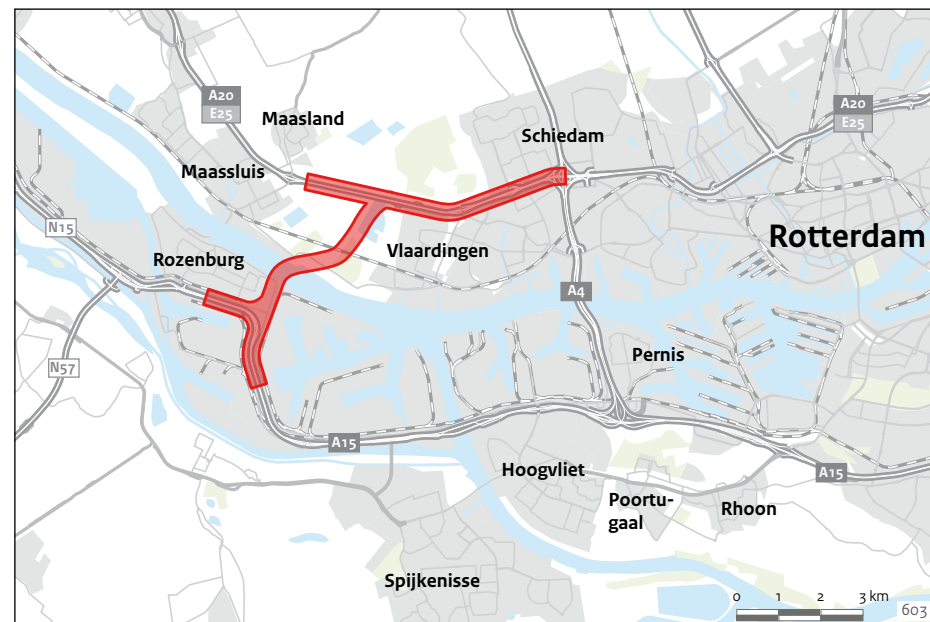 A20
E25
Maasland
Schiedam
A20
E25
Maassluis
N15
Rozenburg
Vlaardingen
Rotterdam
A4
Pernis
N57
A15
Hoogvliet
A15
Poortu-
gaal
Rhoon
Spijkenisse
0 1 2 3 km
603